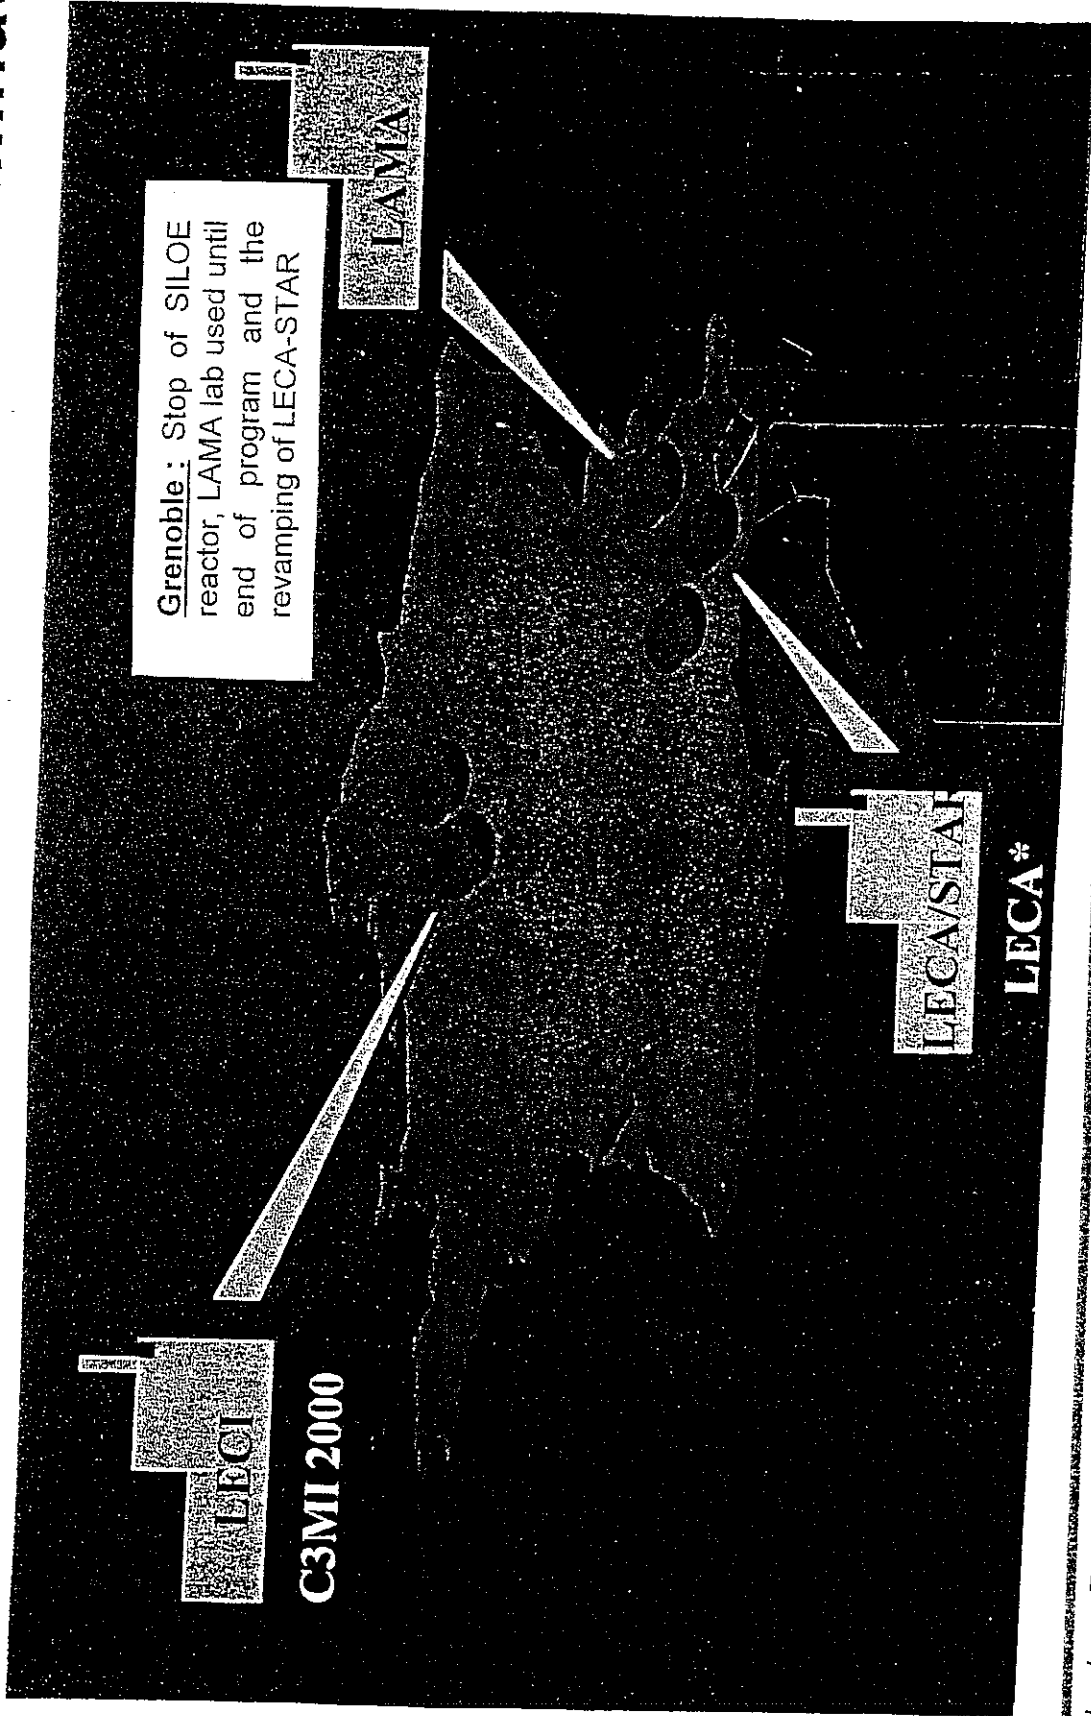 Grenoble : Stop of SILOE
reactor, LAMA lab used until
end of program and the
revamping of LECA-STAR
LAMA
LECI
C3MI 2000
LECA/STAR
LECA*